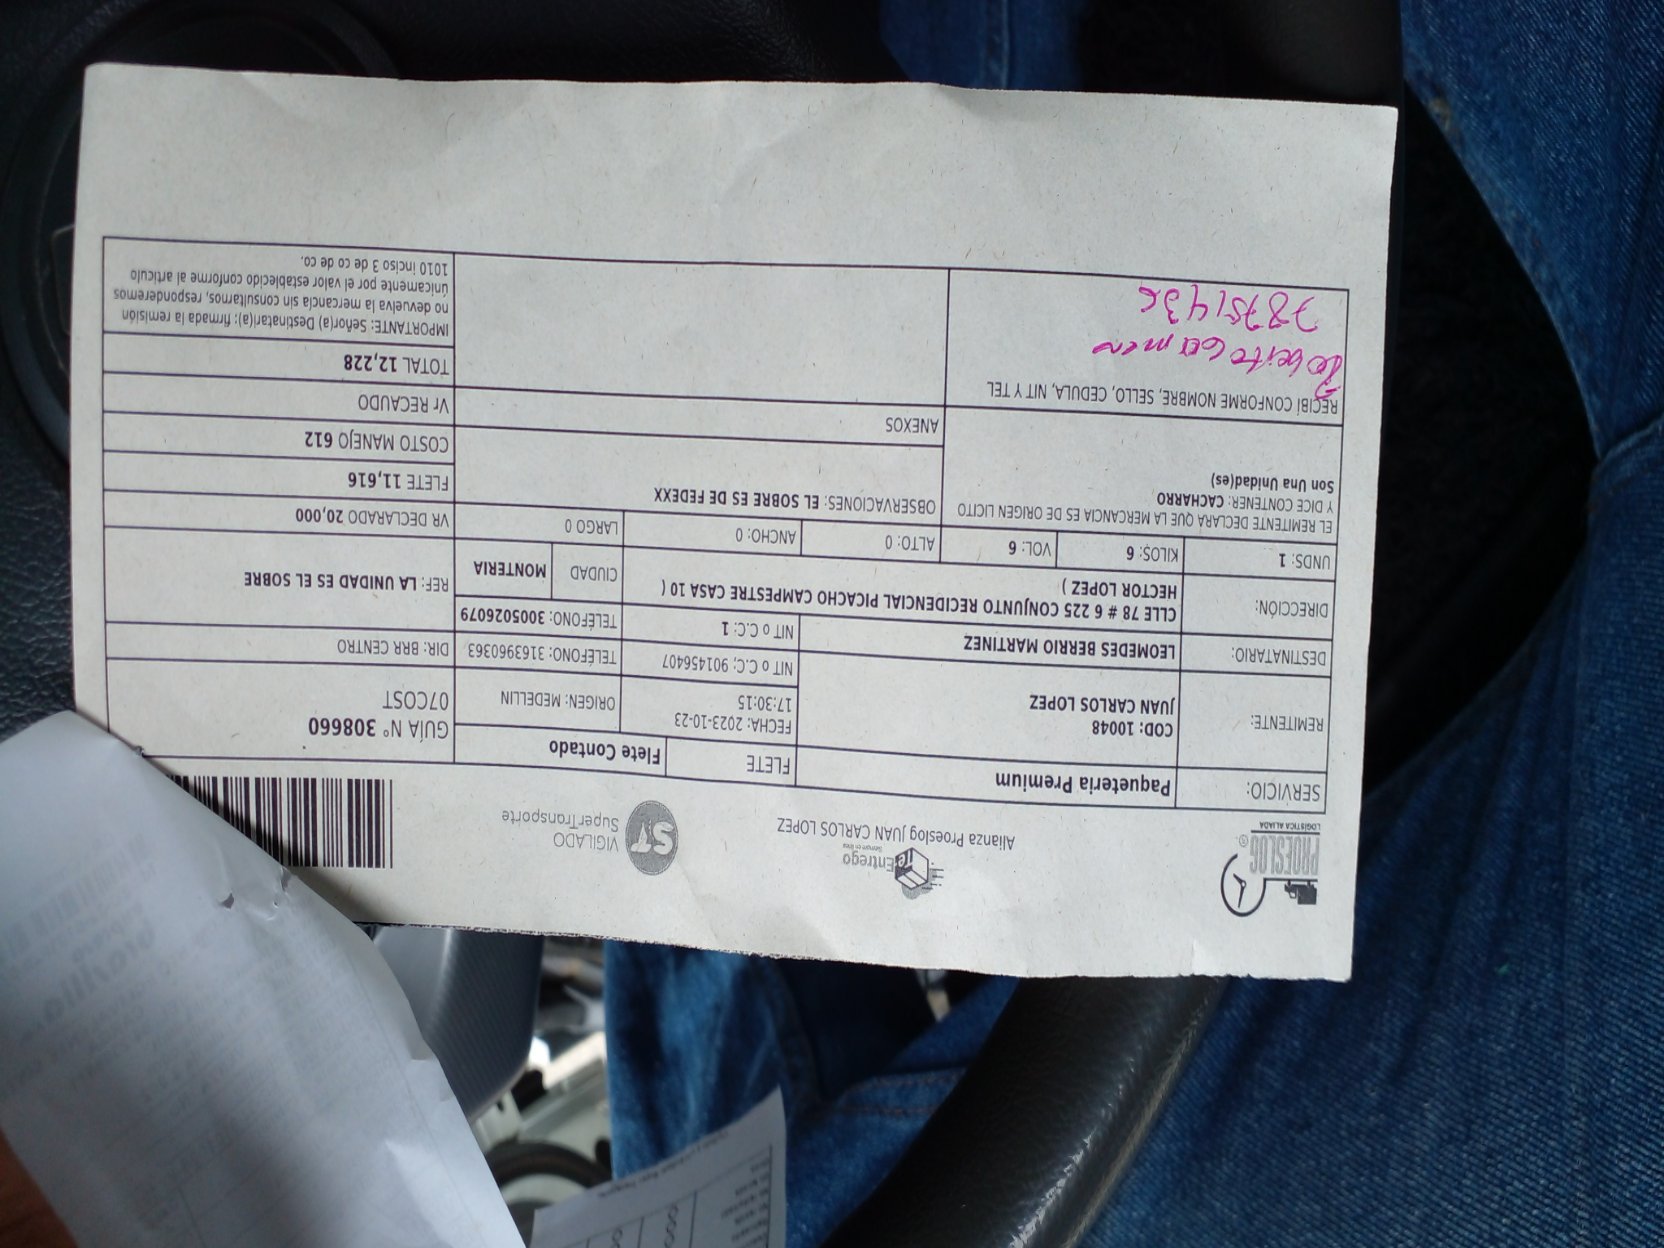 PROESLOG
LOGÍSTICA ALIADA
Te Entrego
Siempre en línea
Alianza Proeslog JUAN CARLOS LOPEZ
ST
VIGILADO
SuperTransporte
SERVICIO: Paqueteria Premium
FLETE Flete Contado
GUÍA N° 308660
07COST
REMITENTE: COD: 10048
JUAN CARLOS LOPEZ
FECHA: 2023-10-23
17:30:15
ORIGEN: MEDELLIN
NIT o C.C; 901456407
TELÉFONO: 3163960363
DIR: BRR CENTRO
DESTINATARIO: LEOMEDES BERRIO MARTINEZ
NIT o C.C: 1
TELÉFONO: 3005026079
DIRECCIÓN: CLLE 78 # 6 225 CONJUNTO RECIDENCIAL PICACHO CAMPESTRE CASA 10 (
HECTOR LOPEZ )
CIUDAD MONTERIA
REF: LA UNIDAD ES EL SOBRE
UNDS: 1
KILOS: 6
VOL: 6
ALTO: 0
ANCHO: 0
LARGO 0
VR DECLARADO 20,000
EL REMITENTE DECLARA QUE LA MERCANCIA ES DE ORIGEN LICITO
Y DICE CONTENER: CACHARRO
Son Una Unidad(es)
OBSERVACIONES: EL SOBRE ES DE FEDEXX
FLETE 11,616
COSTO MANEJO 612
ANEXOS
Vr RECAUDO
RECIBÍ CONFORME NOMBRE, SELLO, CEDULA, NIT Y TEL
TOTAL 12,228
IMPORTANTE: Señor(a) Destinatari(a); firmada la remisión
no devuelva la mercancia sin consultarnos, responderemos
únicamente por el valor establecido conforme al artículo
1010 inciso 3 de co de co.